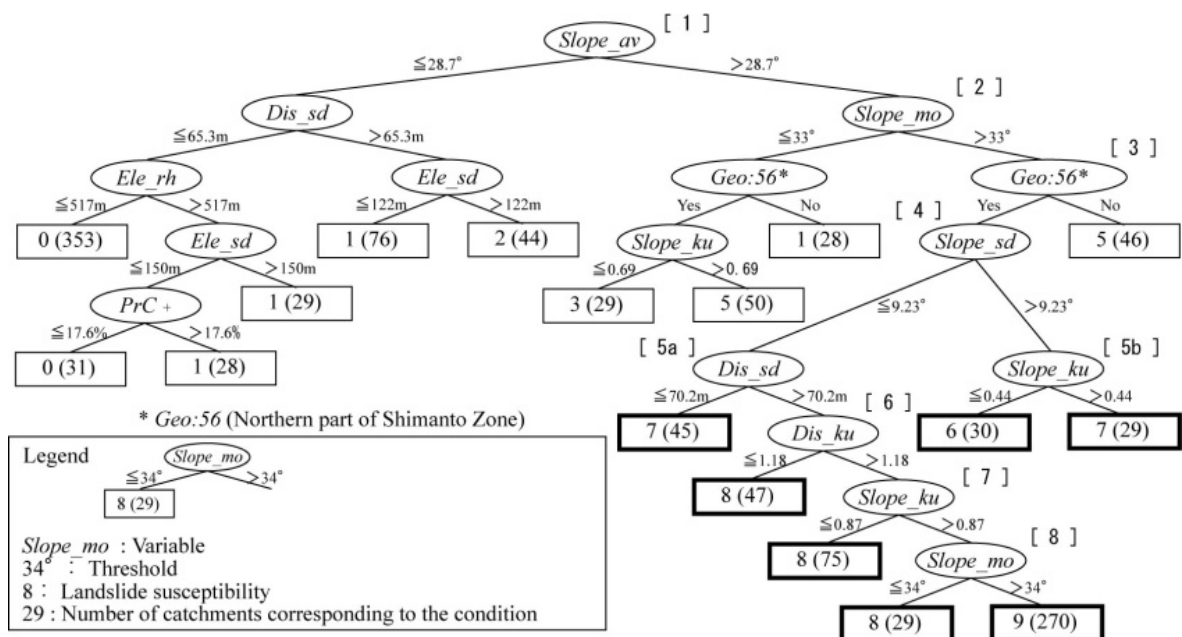 Slope_av [ 1 ]
≦28.7° >28.7°
Dis_sd Slope_mo [ 2 ]
≦65.3m >65.3m ≦33° >33°
Ele_rh Ele_sd Geo:56* Geo:56* [ 3 ]
≦517m >517m ≦122m >122m Yes No Yes No
0 (353) Ele_sd 1 (76) 2 (44) Slope_ku 1 (28) Slope_sd [ 4 ] 5 (46)
≦150m >150m ≦0.69 >0.69
PrC + 1 (29) 3 (29) 5 (50)
≦9.23° >9.23°
≦17.6% >17.6%
0 (31) 1 (28) [ 5a ] Dis_sd Slope_ku [ 5b ]
≦70.2m >70.2m ≦0.44 >0.44
* Geo:56 (Northern part of Shimanto Zone) 7 (45) Dis_ku [ 6 ] 6 (30) 7 (29)
≦1.18 >1.18
8 (47) Slope_ku [ 7 ]
≦0.87 >0.87
8 (75) Slope_mo [ 8 ]
≦34° >34°
8 (29) 9 (270)
Legend Slope_mo
≦34° >34°
8 (29)
Slope_mo : Variable
34° : Threshold
8 : Landslide susceptibility
29 : Number of catchments corresponding to the condition